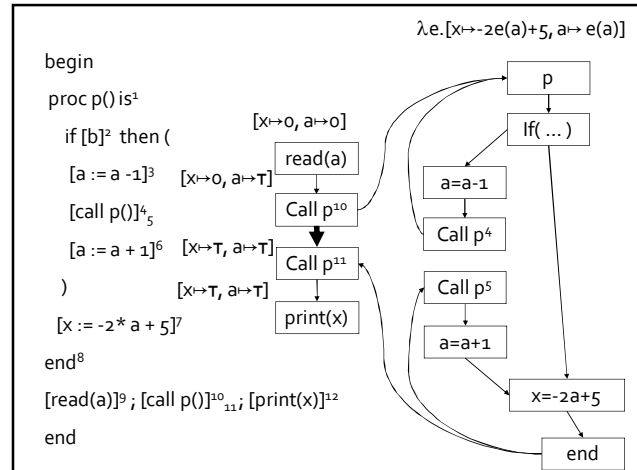 λe.[x↦-2e(a)+5, a↦ e(a)]
begin
proc p() is¹
if [b]² then (
[a := a -1]³
[call p()]⁴₅
[a := a + 1]⁶
)
[x := -2* a + 5]⁷
end⁸
[read(a)]⁹ ; [call p()]¹⁰₁₁; [print(x)]¹²
end
[x↦0, a↦0]
read(a)
[x↦0, a↦T]
Call p¹⁰
[x↦T, a↦T]
Call p¹¹
[x↦T, a↦T]
print(x)
p
If( ... )
a=a-1
Call p⁴
Call p⁵
a=a+1
x=-2a+5
end